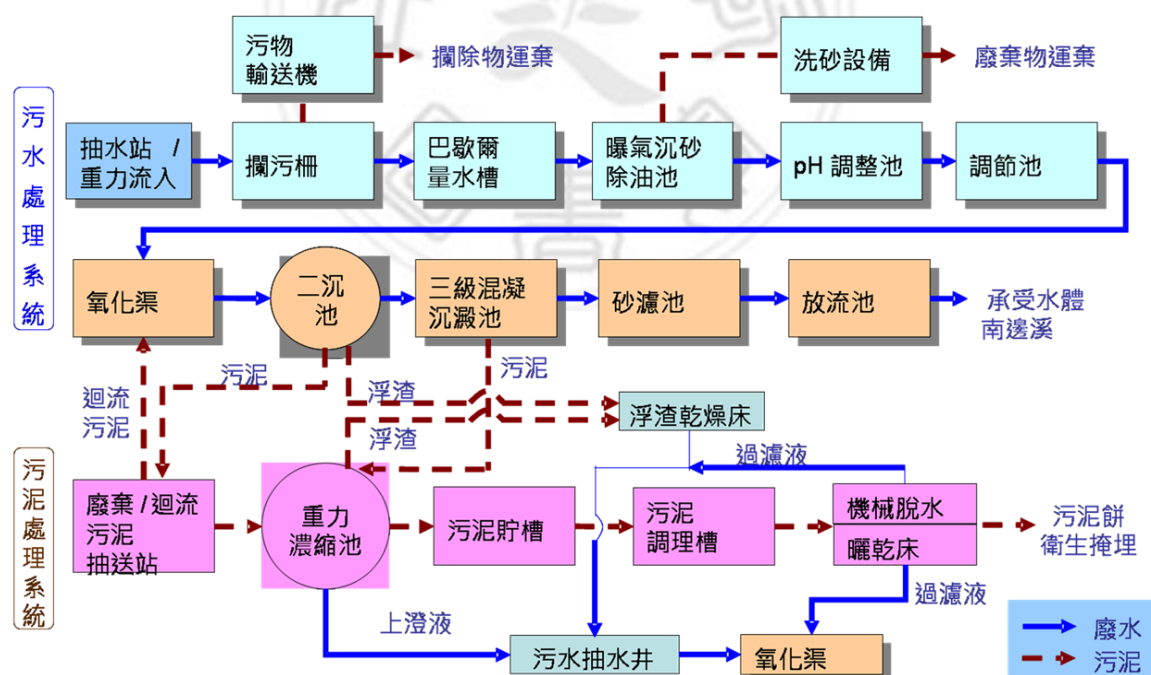 污水處理系統
污物
輸送機
攔除物運棄
洗砂設備
廢棄物運棄
抽水站 /
重力流入
攔污柵
巴歇爾
量水槽
曝氣沉砂
除油池
pH 調整池
調節池
氧化渠
二沉
池
三級混凝
沉澱池
砂濾池
放流池
承受水體
南邊溪
迴流
污泥
污泥
浮渣
浮渣
污泥
浮渣乾燥床
過濾液
污泥處理系統
廢棄 / 迴流
污泥
抽送站
重力
濃縮池
污泥貯槽
污泥
調理槽
機械脫水
曬乾床
污泥餅
衛生掩埋
過濾液
上澄液
污水抽水井
氧化渠
廢水
污泥